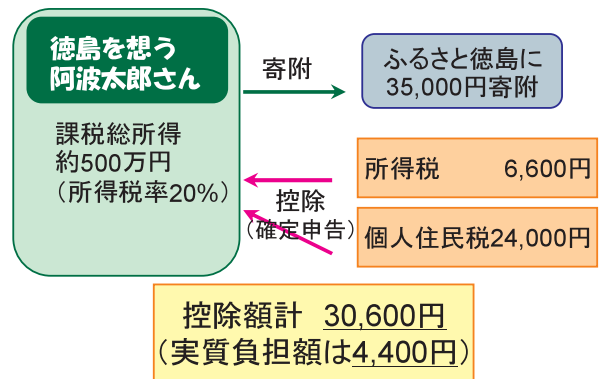 徳島を想う
阿波太郎さん
課税総所得
約500万円
（所得税率20%）
寄附
ふるさと徳島に
35,000円寄附
控除
（確定申告）
所得税 6,600円
個人住民税24,000円
控除額計 30,600円
（実質負担額は4,400円）